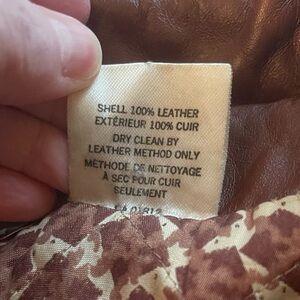 SHELL 100% LEATHER
EXTÉRIEUR 100% CUIR
DRY CLEAN BY
LEATHER METHOD ONLY
MÉTHODE DE NETTOYAGE
À SEC POUR CUIR
SEULEMENT